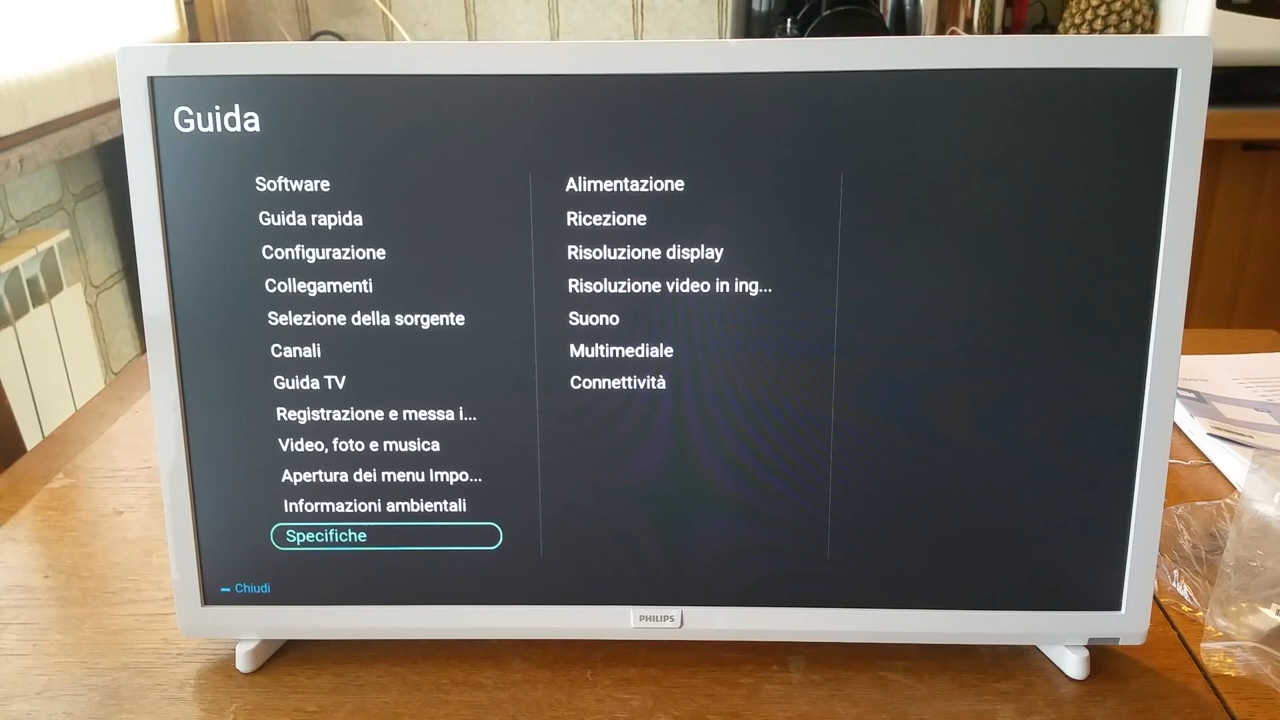 Guida
Software
Guida rapida
Configurazione
Collegamenti
Selezione della sorgente
Canali
Guida TV
Registrazione e messa i...
Video, foto e musica
Apertura dei menu Impo...
Informazioni ambientali
Specifiche
Alimentazione
Ricezione
Risoluzione display
Risoluzione video in ing...
Suono
Multimediale
Connettività
Chiudi
PHILIPS